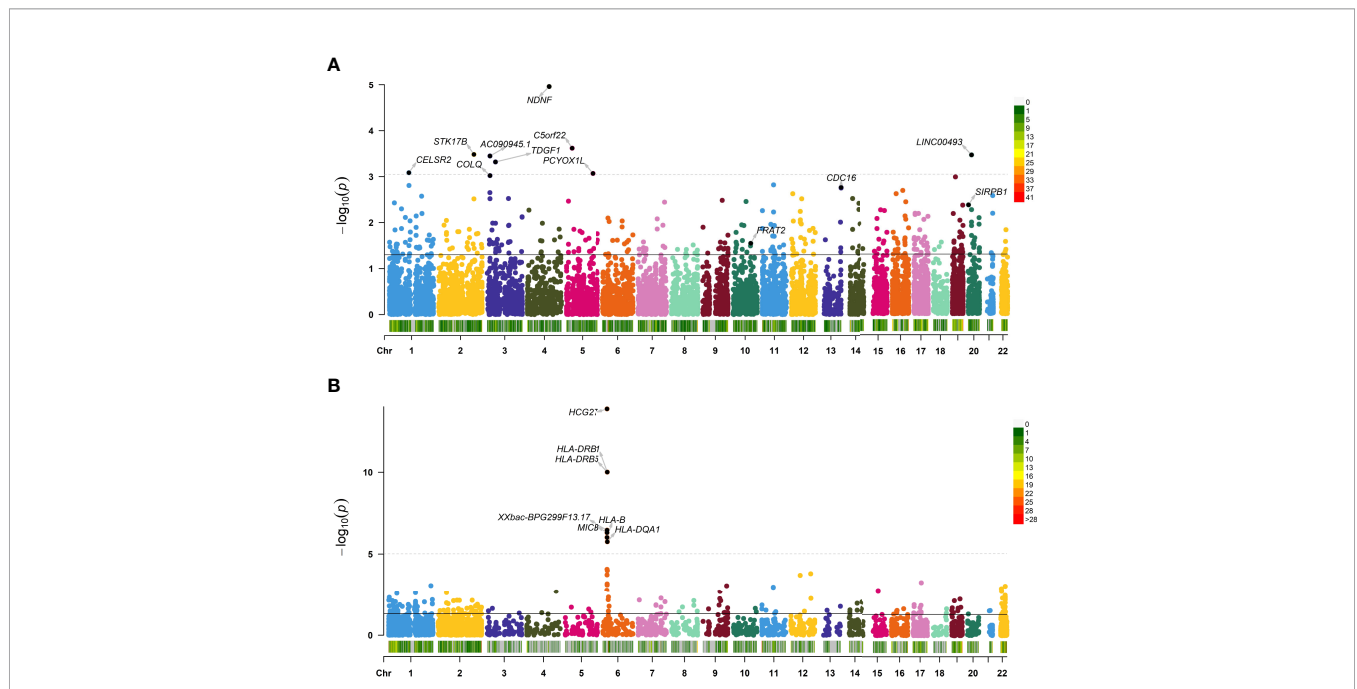 A
5
4
3
2
1
0
−log10(p)
NDNF
C5orf22
STK17B
AC090945.1
TDGF1
CELSR2
COLQ
PCYOX1L
LINC00493
CDC16
SIRPB1
FRAT2
0
1
5
9
13
17
21
25
29
33
37
41
Chr 1 2 3 4 5 6 7 8 9 10 11 12 13 14 15 16 17 18 20 22
B
10
5
0
−log10(p)
HCG27
HLA-DRB1
HLA-DRB5
XXbac-BPG299F13.17
HLA-B
MICB
HLA-DQA1
0
1
4
7
10
13
16
19
22
25
28
>28
Chr 1 2 3 4 5 6 7 8 9 10 11 12 13 14 15 16 17 18 20 22